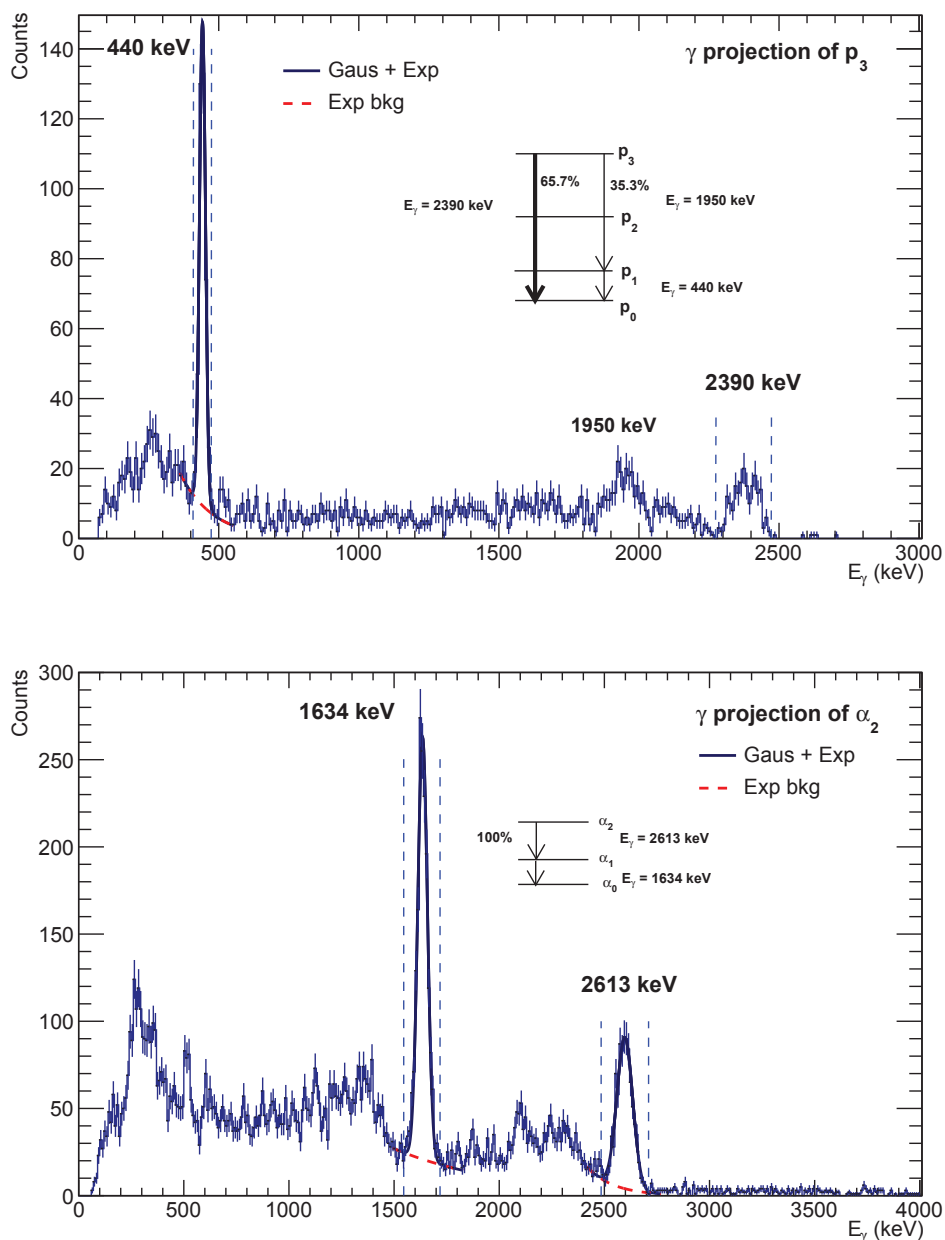 Counts
440 keV
γ projection of p3
Gaus + Exp
Exp bkg
p3
65.7%
35.3%
Eγ = 2390 keV
Eγ = 1950 keV
p2
p1
Eγ = 440 keV
p0
2390 keV
1950 keV
0
20
40
60
80
100
120
140
0 500 1000 1500 2000 2500 3000
Eγ (keV)
Counts
1634 keV
γ projection of α2
Gaus + Exp
Exp bkg
α2
100%
Eγ = 2613 keV
α1
α0 Eγ = 1634 keV
2613 keV
0
50
100
150
200
250
300
0 500 1000 1500 2000 2500 3000 3500 4000
Eγ (keV)